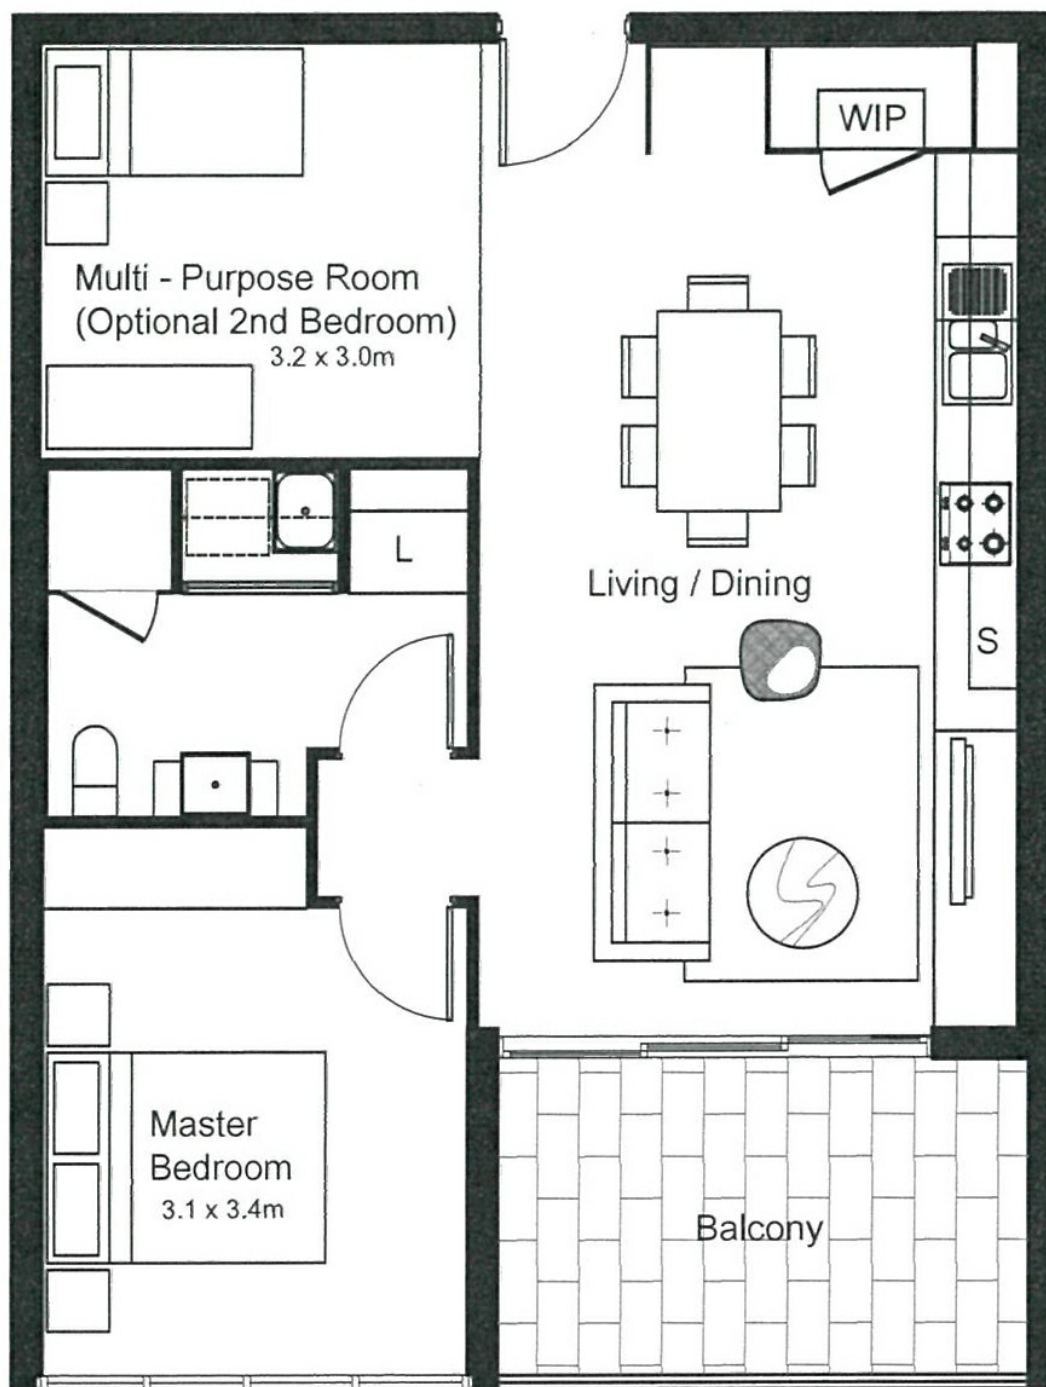 WIP
Multi - Purpose Room
(Optional 2nd Bedroom)
3.2 x 3.0m
L
Living / Dining
S
Master
Bedroom
3.1 x 3.4m
Balcony